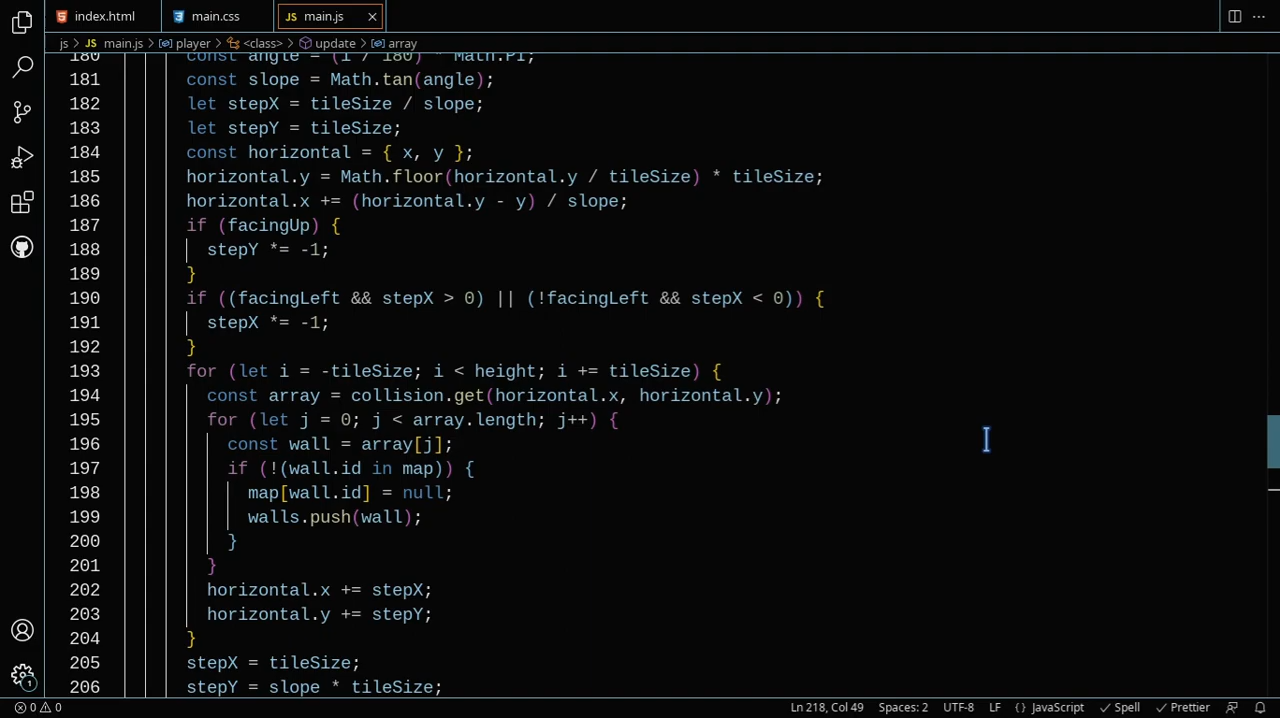 index.html
main.css
JS main.js
js > JS main.js > player > <class> > update > array
180 const angle = (i / 180) * Math.PI;
181 const slope = Math.tan(angle);
182 let stepX = tileSize / slope;
183 let stepY = tileSize;
184 const horizontal = { x, y };
185 horizontal.y = Math.floor(horizontal.y / tileSize) * tileSize;
186 horizontal.x += (horizontal.y - y) / slope;
187 if (facingUp) {
188 stepY *= -1;
189 }
190 if ((facingLeft && stepX > 0) || (!facingLeft && stepX < 0)) {
191 stepX *= -1;
192 }
193 for (let i = -tileSize; i < height; i += tileSize) {
194 const array = collision.get(horizontal.x, horizontal.y);
195 for (let j = 0; j < array.length; j++) {
196 const wall = array[j];
197 if (!(wall.id in map)) {
198 map[wall.id] = null;
199 walls.push(wall);
200 }
201 }
202 horizontal.x += stepX;
203 horizontal.y += stepY;
204 }
205 stepX = tileSize;
206 stepY = slope * tileSize;
1
0 0 Ln 218, Col 49 Spaces: 2 UTF-8 LF {} JavaScript Spell Prettier